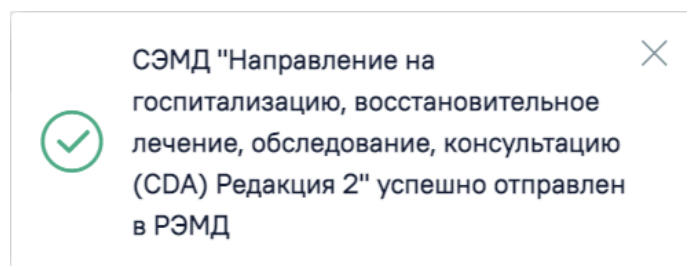 СЭМД "Направление на
госпитализацию, восстановительное
лечение, обследование, консультацию
(CDA) Редакция 2" успешно отправлен
в РЭМД